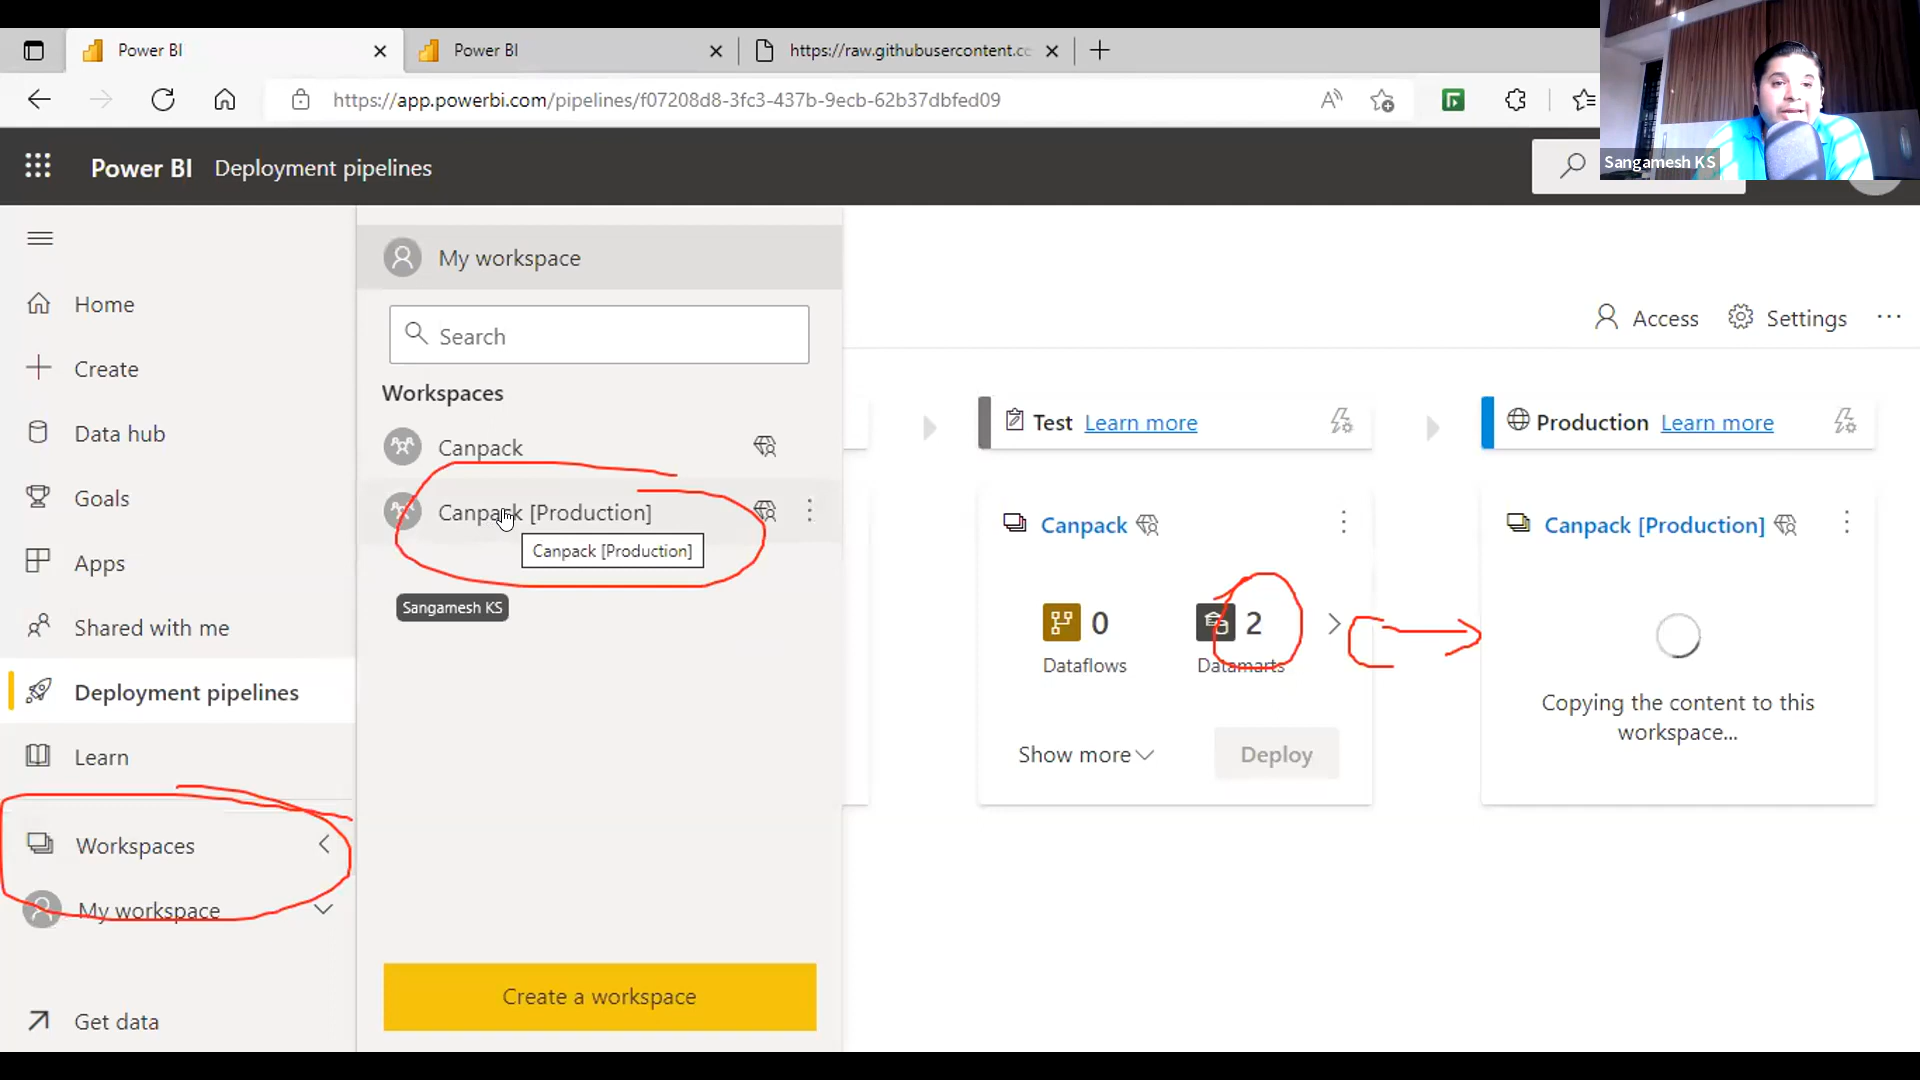 Power BI
Power BI
https://raw.githubusercontent.cc
https://app.powerbi.com/pipelines/f07208d8-3fc3-437b-9ecb-62b37dbfed09
Power BI Deployment pipelines
Sangamesh KS
My workspace
Home
Create
Data hub
Goals
Apps
Shared with me
Deployment pipelines
Learn
Workspaces
My workspace
Get data
Search
Workspaces
Canpack
Canpack [Production]
Canpack [Production]
Sangamesh KS
Create a workspace
Access Settings
Test Learn more
Canpack
0 2
Dataflows Datamarts
Show more Deploy
Production Learn more
Canpack [Production]
Copying the content to this
workspace...